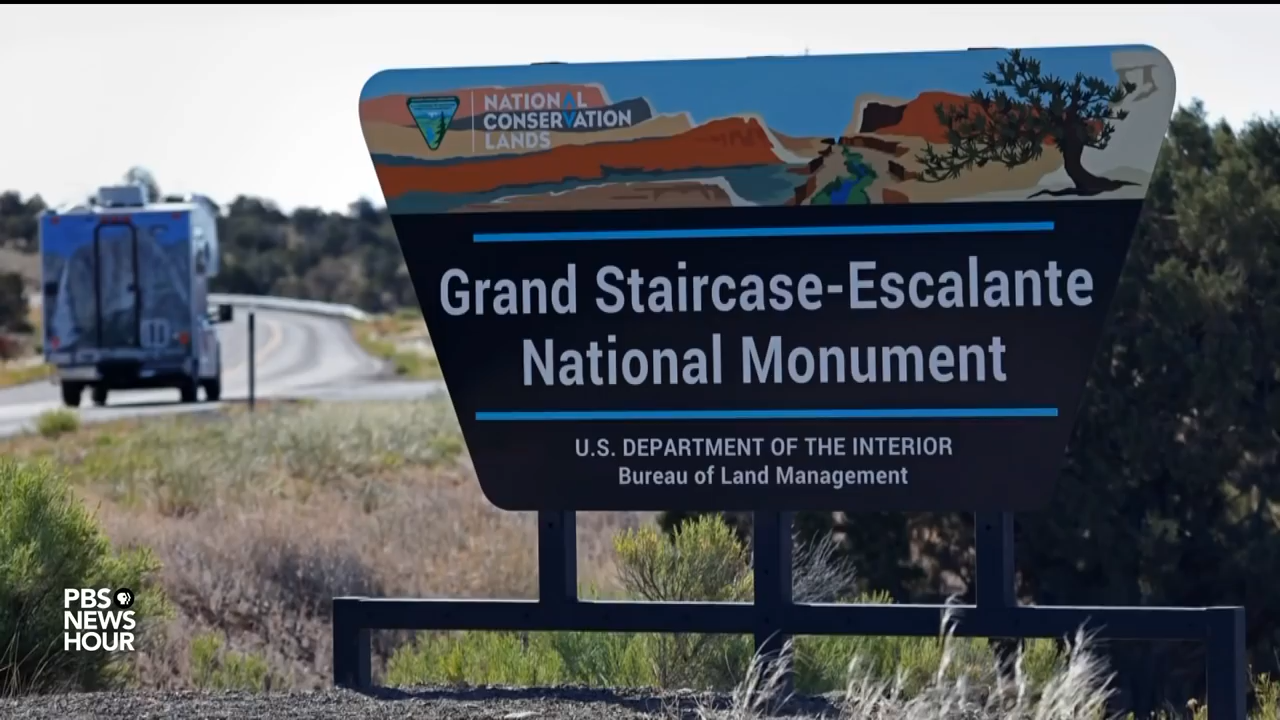 NATIONAL
CONSERVATION
LANDS
Grand Staircase-Escalante
National Monument
U.S. DEPARTMENT OF THE INTERIOR
Bureau of Land Management
PBS
NEWS
HOUR